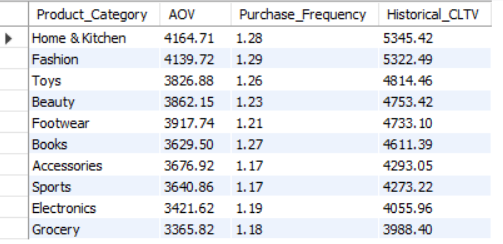 Product_Category AOV Purchase_Frequency Historical_CLTV
Home & Kitchen 4164.71 1.28 5345.42
Fashion 4139.72 1.29 5322.49
Toys 3826.88 1.26 4814.46
Beauty 3862.15 1.23 4753.42
Footwear 3917.74 1.21 4733.10
Books 3629.50 1.27 4611.39
Accessories 3676.92 1.17 4293.05
Sports 3640.86 1.17 4273.22
Electronics 3421.62 1.19 4055.96
Grocery 3365.82 1.18 3988.40